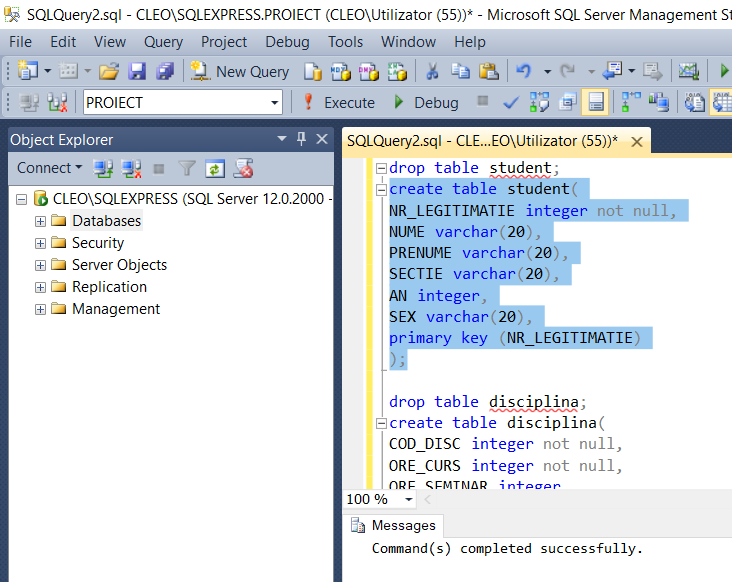 SQLQuery2.sql - CLEO\SQLEXPRESS.PROIECT (CLEO\Utilizator (55))* - Microsoft SQL Server Management St
File Edit View Query Project Debug Tools Window Help
New Query
PROIECT Execute Debug
Object Explorer
Connect
CLEO\SQLEXPRESS (SQL Server 12.0.2000 -
Databases
Security
Server Objects
Replication
Management
SQLQuery2.sql - CLE...EO\Utilizator (55))*
drop table student;
create table student(
NR_LEGITIMATIE integer not null,
NUME varchar(20),
PRENUME varchar(20),
SECTIE varchar(20),
AN integer,
SEX varchar(20),
primary key (NR_LEGITIMATIE)
);
drop table disciplina;
create table disciplina(
COD_DISC integer not null,
ORE_CURS integer not null,
ORE_SEMINAR integer
100 %
Messages
Command(s) completed successfully.